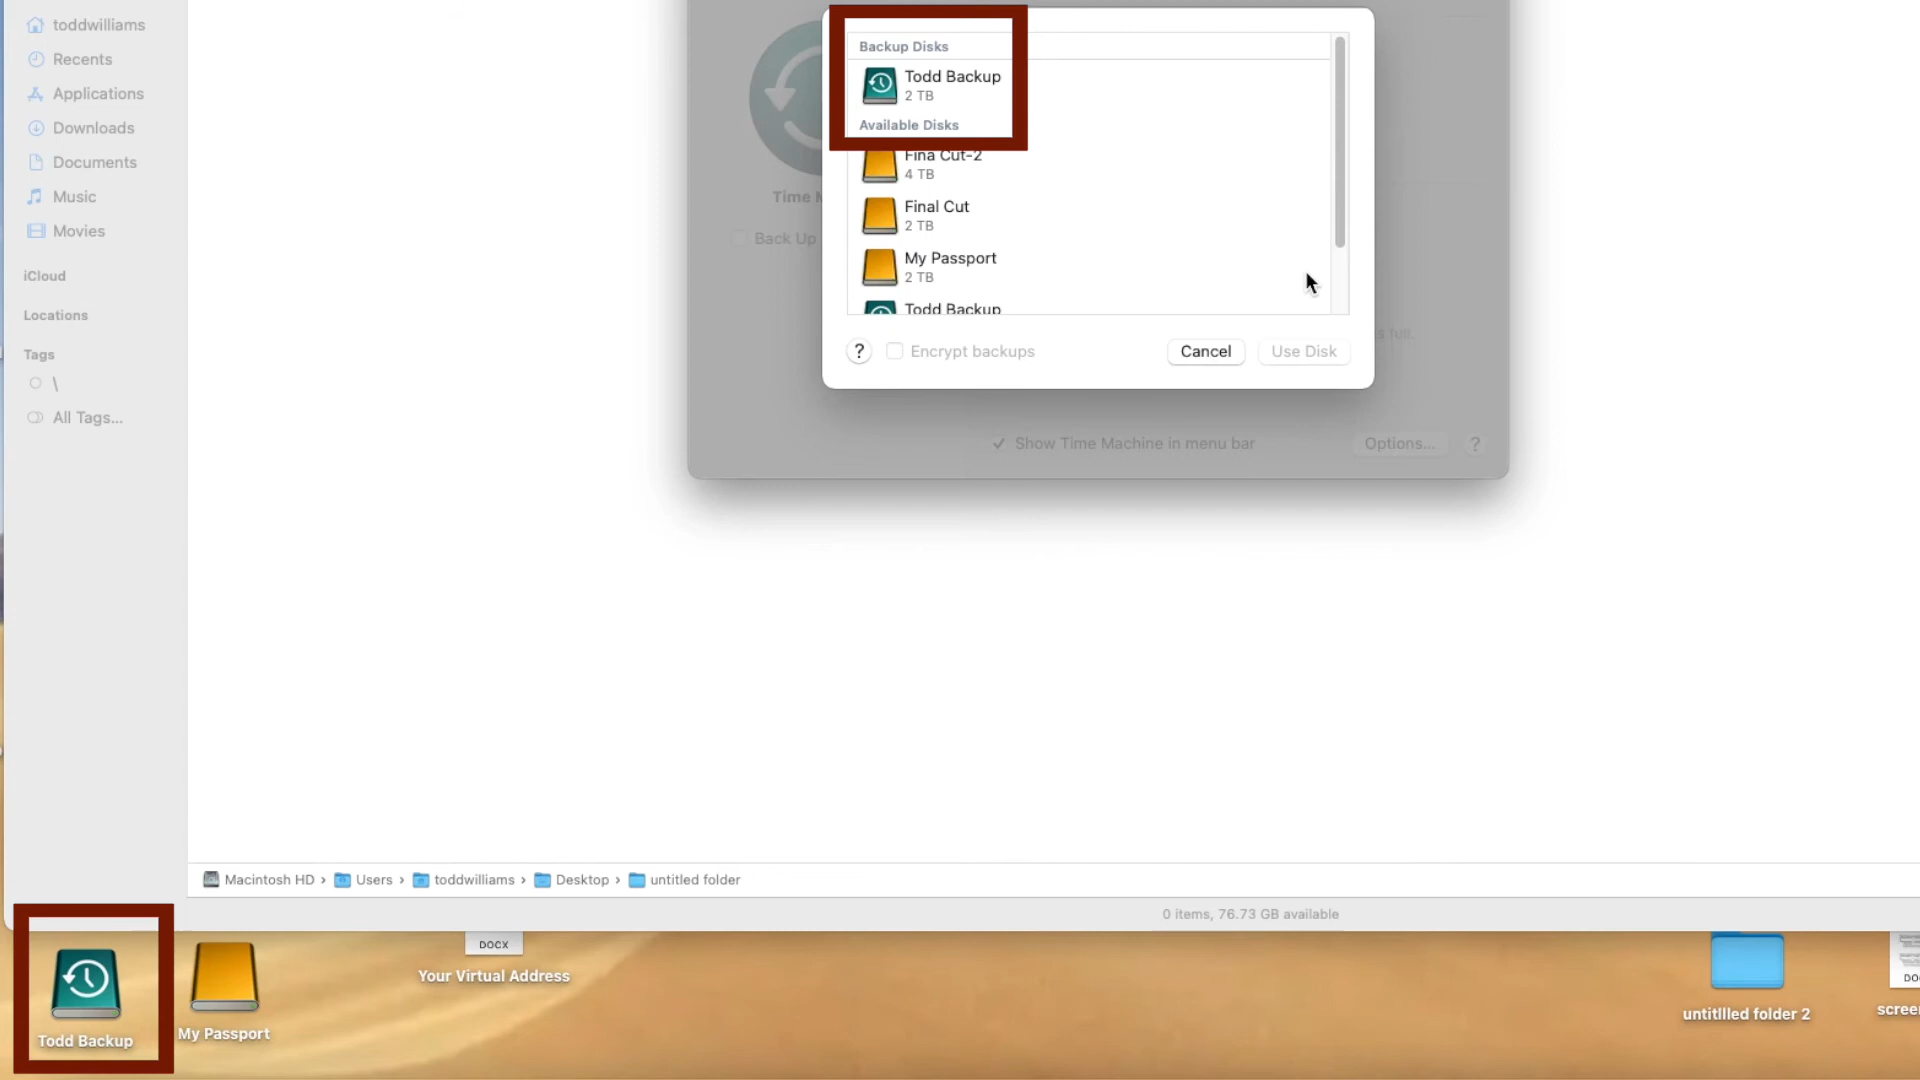 toddwilliams
Recents
Applications
Downloads
Documents
Music
Movies
iCloud
Locations
Tags
\
All Tags...
Backup Disks
Todd Backup
2 TB
Available Disks
Fina Cut-2
4 TB
Final Cut
2 TB
My Passport
2 TB
Todd Backup
? Encrypt backups
Cancel
Use Disk
Time M
Back Up
s full.
✓ Show Time Machine in menu bar
Options...
?
Macintosh HD › Users › toddwilliams › Desktop › untitled folder
0 items, 76.73 GB available
Todd Backup
My Passport
DOCX
Your Virtual Address
untitllled folder 2
DO
scree